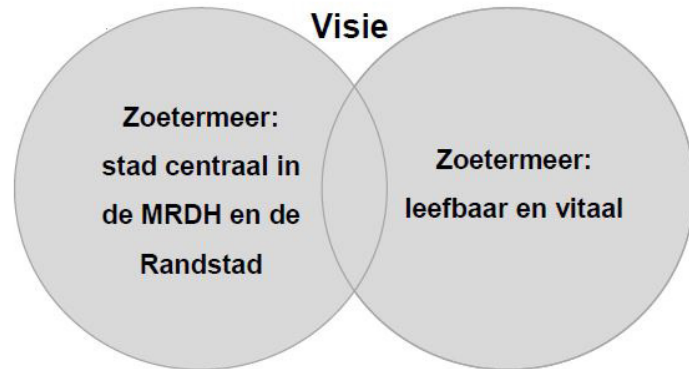 Visie
Zoetermeer:
stad centraal in
de MRDH en de
Randstad
Zoetermeer:
leefbaar en vitaal